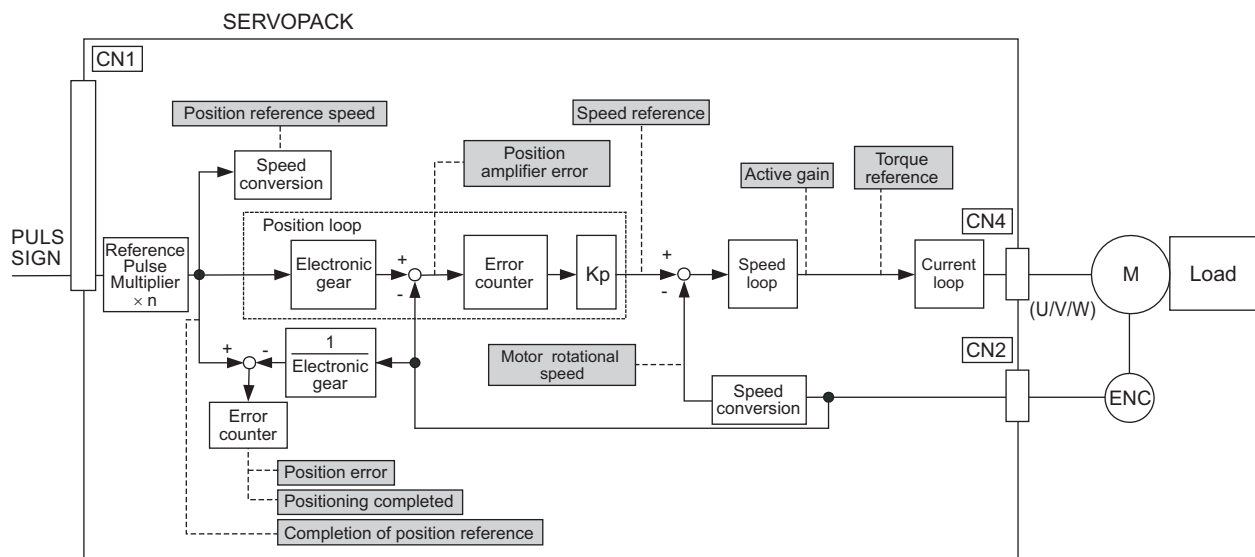 SERVOPACK
CN1
Position reference speed
Speed reference
Speed
conversion
Position
amplifier error
Active gain
Torque
reference
Position loop
CN4
PULS
SIGN
Reference
Pulse
Multiplier
× n
Electronic
gear
+
-
Error
counter
Kp
+
-
Speed
loop
Current
loop
M
Load
(U/V/W)
+
-
1
Electronic
gear
Motor rotational
speed
CN2
Speed
conversion
ENC
Error
counter
Position error
Positioning completed
Completion of position reference